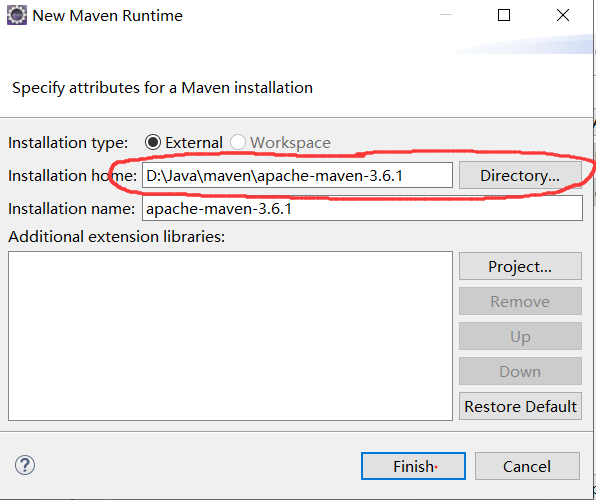 New Maven Runtime
Specify attributes for a Maven installation
Installation type: External Workspace
Installation home: D:\Java\maven\apache-maven-3.6.1 Directory...
Installation name: apache-maven-3.6.1
Additional extension libraries:
Project...
Remove
Up
Down
Restore Default
? Finish Cancel